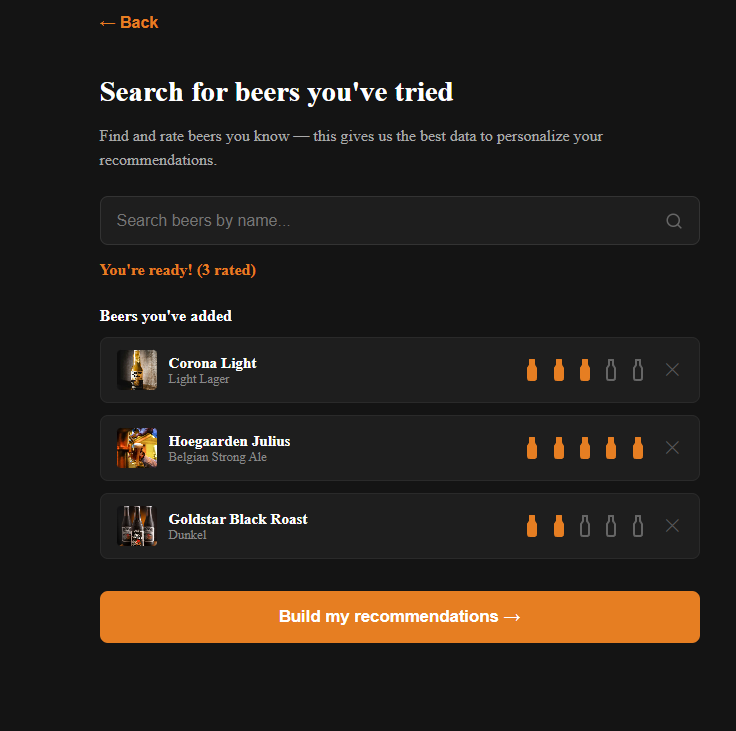 ← Back
Search for beers you've tried
Find and rate beers you know — this gives us the best data to personalize your
recommendations.
Search beers by name...
You're ready! (3 rated)
Beers you've added
Corona Light
Light Lager
Hoegaarden Julius
Belgian Strong Ale
Goldstar Black Roast
Dunkel
Build my recommendations →